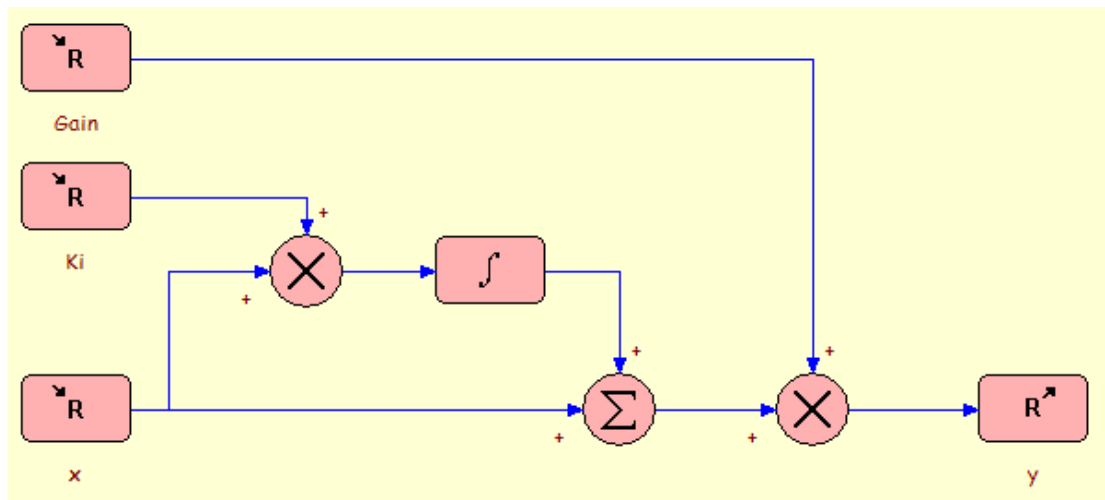 R
Gain
R
+
Ki
×
∫
+
+
+
R
Σ
×
R
+
+
x
y